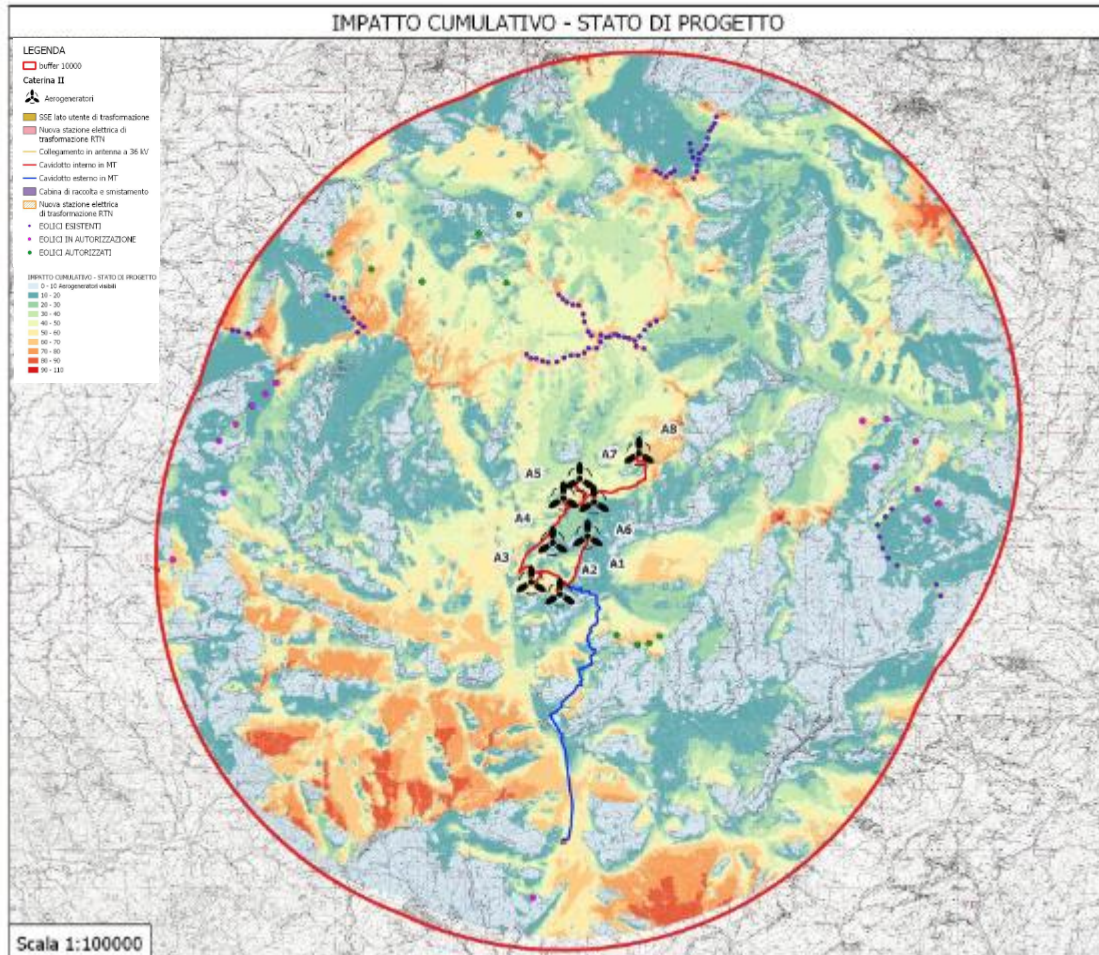 IMPATTO CUMULATIVO - STATO DI PROGETTO
LEGENDA
buffer 10000
Caterina II
Aerogeneratori
SSE lato utente di trasformazione
Nuova stazione elettrica di
trasformazione RTN
Collegamento in antenna a 36 kV
Cavidotto interno in MT
Cavidotto esterno in MT
Cabina di raccolta e smistamento
Nuova stazione elettrica
di trasformazione RTN
EOLICI ESISTENTI
EOLICI IN AUTORIZZAZIONE
EOLICI AUTORIZZATI
IMPATTO CUMULATIVO - STATO DI PROGETTO
0 - 10 Aerogeneratori visibili
10 - 20
20 - 30
30 - 40
40 - 50
50 - 60
60 - 70
70 - 80
80 - 90
90 - 110
A8
A7
A5
A4
A6
A3
A1
A2
Scala 1:100000